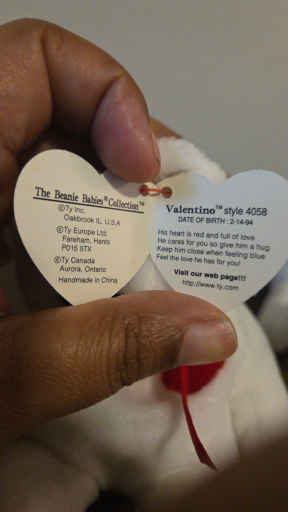 The Beanie Babies®Collection™
©Ty Inc.
Oakbrook IL, U.S.A
©Ty Europe Ltd.
Fareham, Hants
PO15 5TX
©Ty Canada
Aurora, Ontario
Handmade in China
Valentino™ style 4058
DATE OF BIRTH : 2-14-94
His heart is red and full of love
He cares for you so give him a hug
Keep him close when feeling blue
Feel the love he has for you!
Visit our web page!!!
http://www.ty.com